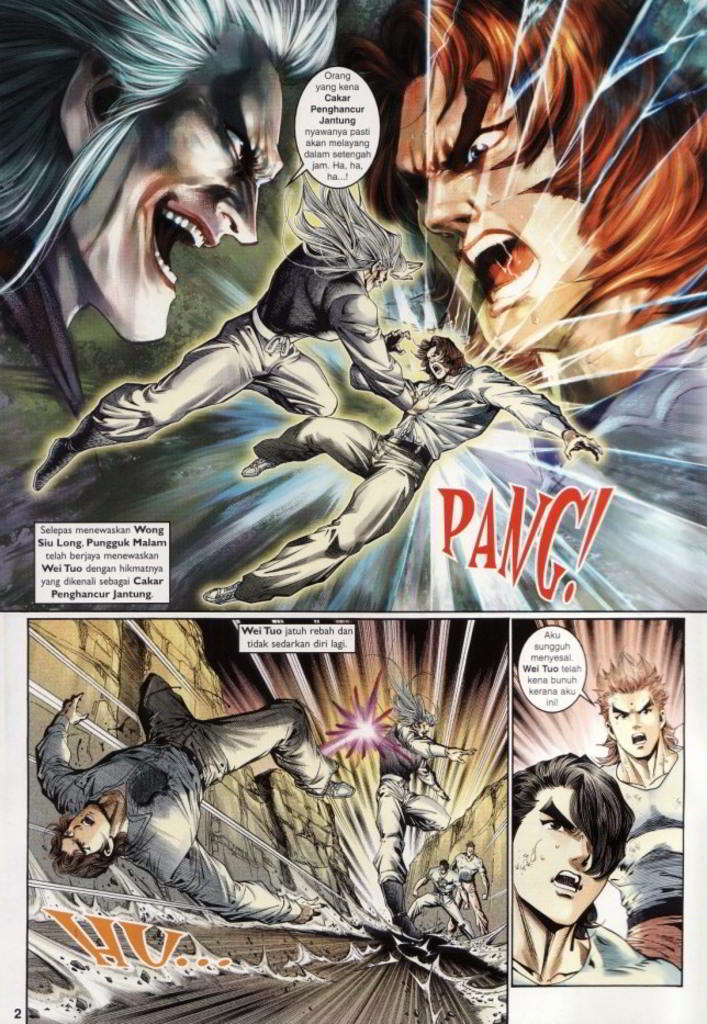 Orang
yang kena
Cakar
Penghancur
Jantung
nyawanya pasti
akan melayang
dalam setengah
jam. Ha, ha,
ha...!
PANG!
Selepas menewaskan Wong
Siu Long, Pungguk Malam
telah berjaya menewaskan
Wei Tuo dengan hikmatnya
yang dikenali sebagai Cakar
Penghancur Jantung.
Wei Tuo jatuh rebah dan
tidak sedarkan diri lagi.
HU...
Aku
sungguh
menyesal.
Wei Tuo telah
kena bunuh
kerana aku
ini!
2